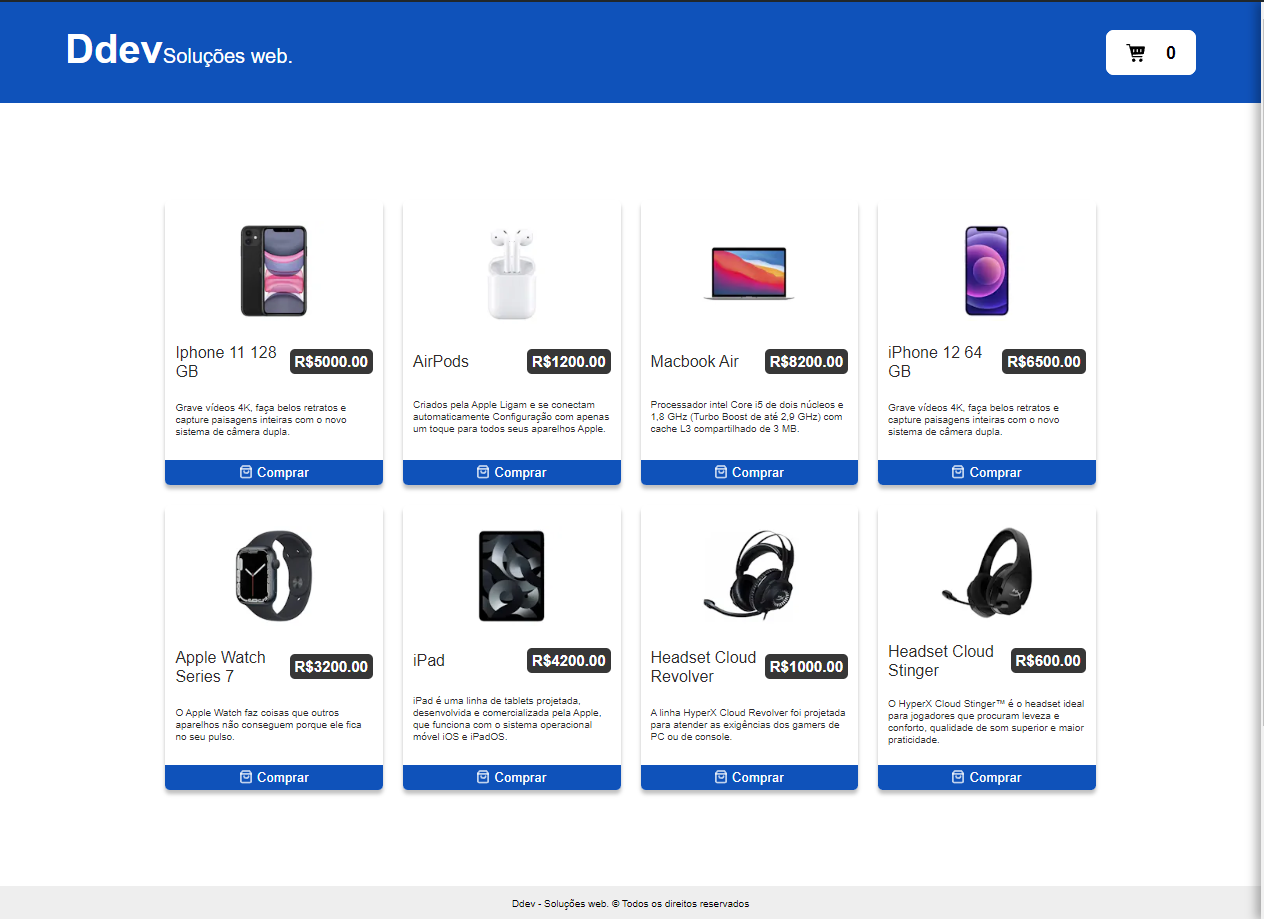 Ddev Soluções web.
0
Iphone 11 128
GB
R$5000.00
Grave vídeos 4K, faça belos retratos e
capture paisagens inteiras com o novo
sistema de câmera dupla.
Comprar
AirPods
R$1200.00
Criados pela Apple Ligam e se conectam
automaticamente Configuração com apenas
um toque para todos seus aparelhos Apple.
Comprar
Macbook Air
R$8200.00
Processador intel Core i5 de dois núcleos e
1,8 GHz (Turbo Boost de até 2,9 GHz) com
cache L3 compartilhado de 3 MB.
Comprar
iPhone 12 64
GB
R$6500.00
Grave vídeos 4K, faça belos retratos e
capture paisagens inteiras com o novo
sistema de câmera dupla.
Comprar
Apple Watch
Series 7
R$3200.00
O Apple Watch faz coisas que outros
aparelhos não conseguem porque ele fica
no seu pulso.
Comprar
iPad
R$4200.00
iPad é uma linha de tablets projetada,
desenvolvida e comercializada pela Apple,
que funciona com o sistema operacional
móvel iOS e iPadOS.
Comprar
Headset Cloud
Revolver
R$1000.00
A linha HyperX Cloud Revolver foi projetada
para atender as exigências dos gamers de
PC ou de console.
Comprar
Headset Cloud
Stinger
R$600.00
O HyperX Cloud Stinger™ é o headset ideal
para jogadores que procuram leveza e
conforto, qualidade de som superior e maior
praticidade.
Comprar
Ddev - Soluções web. © Todos os direitos reservados